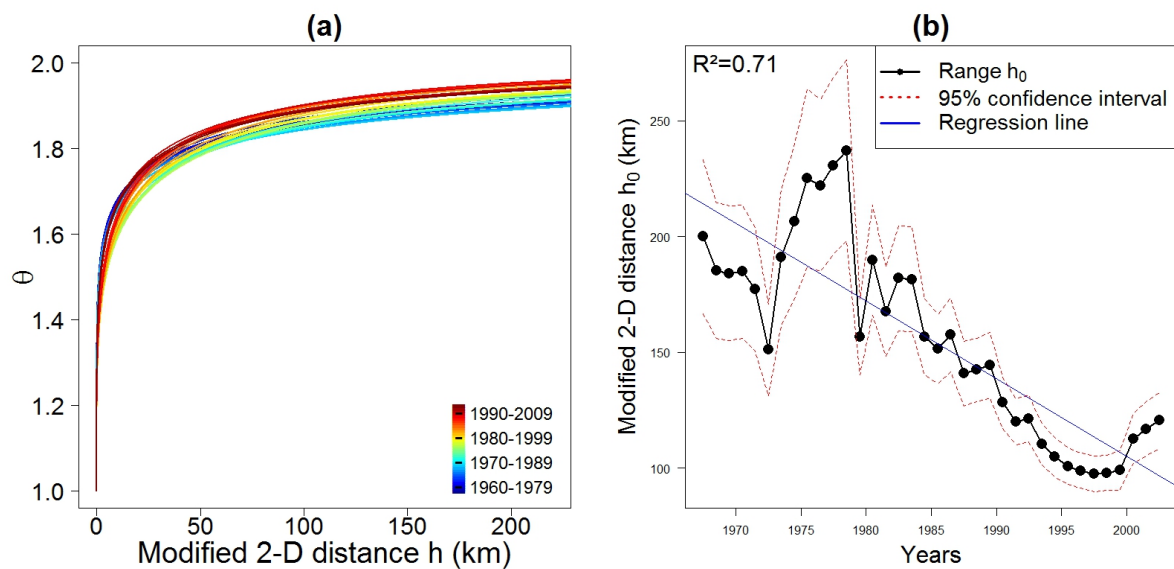 (a)
2.0
1.8
1.6
1.4
1.2
1.0
θ
0
50
100
150
200
Modified 2-D distance h (km)
1990-2009
1980-1999
1970-1989
1960-1979
(b)
R²=0.71
Range h₀
95% confidence interval
Regression line
250
200
150
100
Modified 2-D distance h₀ (km)
1970
1975
1980
1985
1990
1995
2000
Years